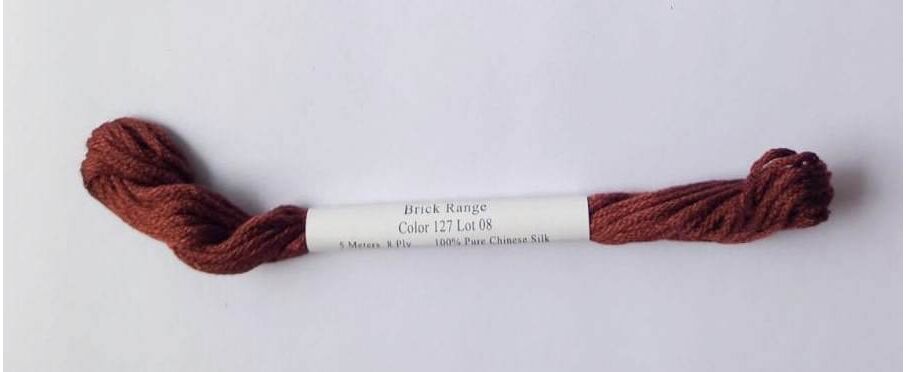 Brick Range
Color 127 Lot 08
5 Meters 8 Ply 100% Pure Chinese Silk